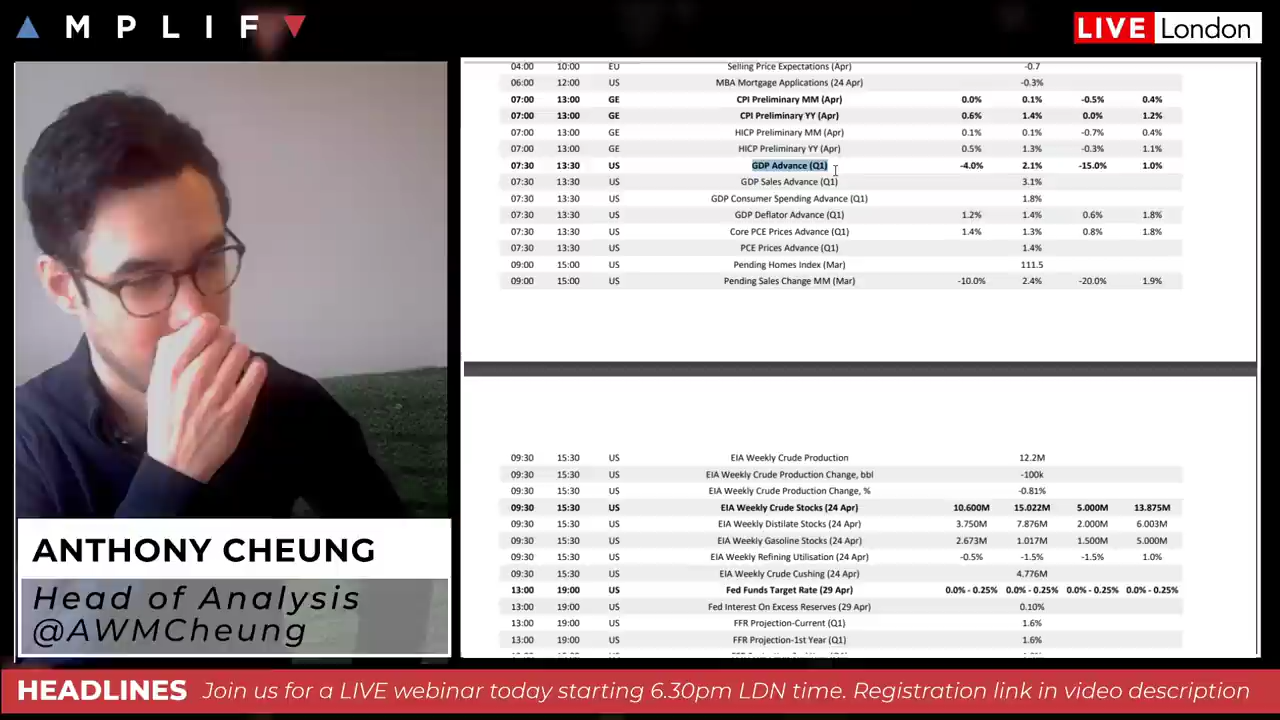 AMPLIFY
LIVE London
04:00 10:00 EU Selling Price Expectations (Apr) -0.7
06:00 12:00 US MBA Mortgage Applications (24 Apr) -0.3%
07:00 13:00 GE CPI Preliminary MM (Apr) 0.0% 0.1% -0.5% 0.4%
07:00 13:00 GE CPI Preliminary YY (Apr) 0.6% 1.4% 0.0% 1.2%
07:00 13:00 GE HICP Preliminary MM (Apr) 0.1% 0.1% -0.7% 0.4%
07:00 13:00 GE HICP Preliminary YY (Apr) 0.5% 1.3% -0.3% 1.1%
07:30 13:30 US GDP Advance (Q1) -4.0% 2.1% -15.0% 1.0%
07:30 13:30 US GDP Sales Advance (Q1) 3.1%
07:30 13:30 US GDP Consumer Spending Advance (Q1) 1.8%
07:30 13:30 US GDP Deflator Advance (Q1) 1.2% 1.4% 0.6% 1.8%
07:30 13:30 US Core PCE Prices Advance (Q1) 1.4% 1.3% 0.8% 1.8%
07:30 13:30 US PCE Prices Advance (Q1) 1.4%
09:00 15:00 US Pending Homes Index (Mar) 111.5
09:00 15:00 US Pending Sales Change MM (Mar) -10.0% 2.4% -20.0% 1.9%
09:30 15:30 US EIA Weekly Crude Production 12.2M
09:30 15:30 US EIA Weekly Crude Production Change, bbl -100k
09:30 15:30 US EIA Weekly Crude Production Change, % -0.81%
09:30 15:30 US EIA Weekly Crude Stocks (24 Apr) 10.600M 15.022M 5.000M 13.875M
09:30 15:30 US EIA Weekly Distilate Stocks (24 Apr) 3.750M 7.876M 2.000M 6.003M
09:30 15:30 US EIA Weekly Gasoline Stocks (24 Apr) 2.673M 1.017M 1.500M 5.000M
09:30 15:30 US EIA Weekly Refining Utilisation (24 Apr) -0.5% -1.5% -1.5% 1.0%
09:30 15:30 US EIA Weekly Crude Cushing (24 Apr) 4.776M
13:00 19:00 US Fed Funds Target Rate (29 Apr) 0.0% - 0.25% 0.0% - 0.25% 0.0% - 0.25% 0.0% - 0.25%
13:00 19:00 US Fed Interest On Excess Reserves (29 Apr) 0.10%
13:00 19:00 US FFR Projection-Current (Q1) 1.6%
13:00 19:00 US FFR Projection-1st Year (Q1) 1.6%
ANTHONY CHEUNG
Head of Analysis
@AWMCheung
HEADLINES Join us for a LIVE webinar today starting 6.30pm LDN time. Registration link in video description